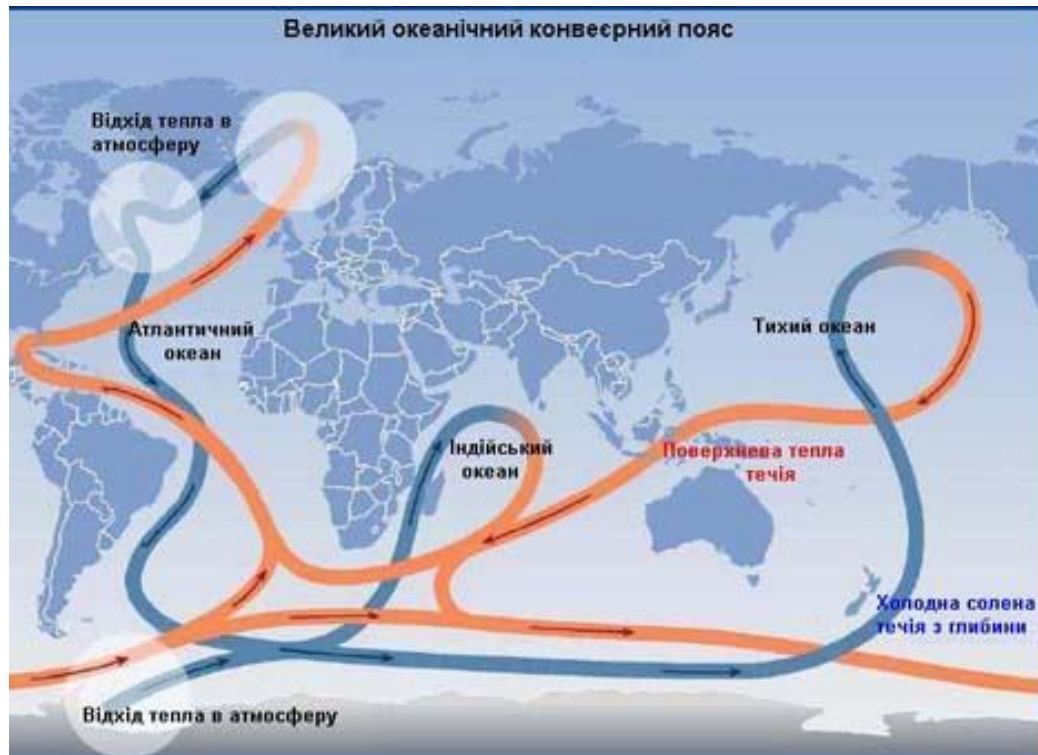 Великий океанічний конвеєрний пояс
Відхід тепла в
атмосферу
Атлантичний
океан
Тихий океан
Індійський
океан
Поверхнева тепла
течія
Холодна солена
течія з глибини
Відхід тепла в атмосферу